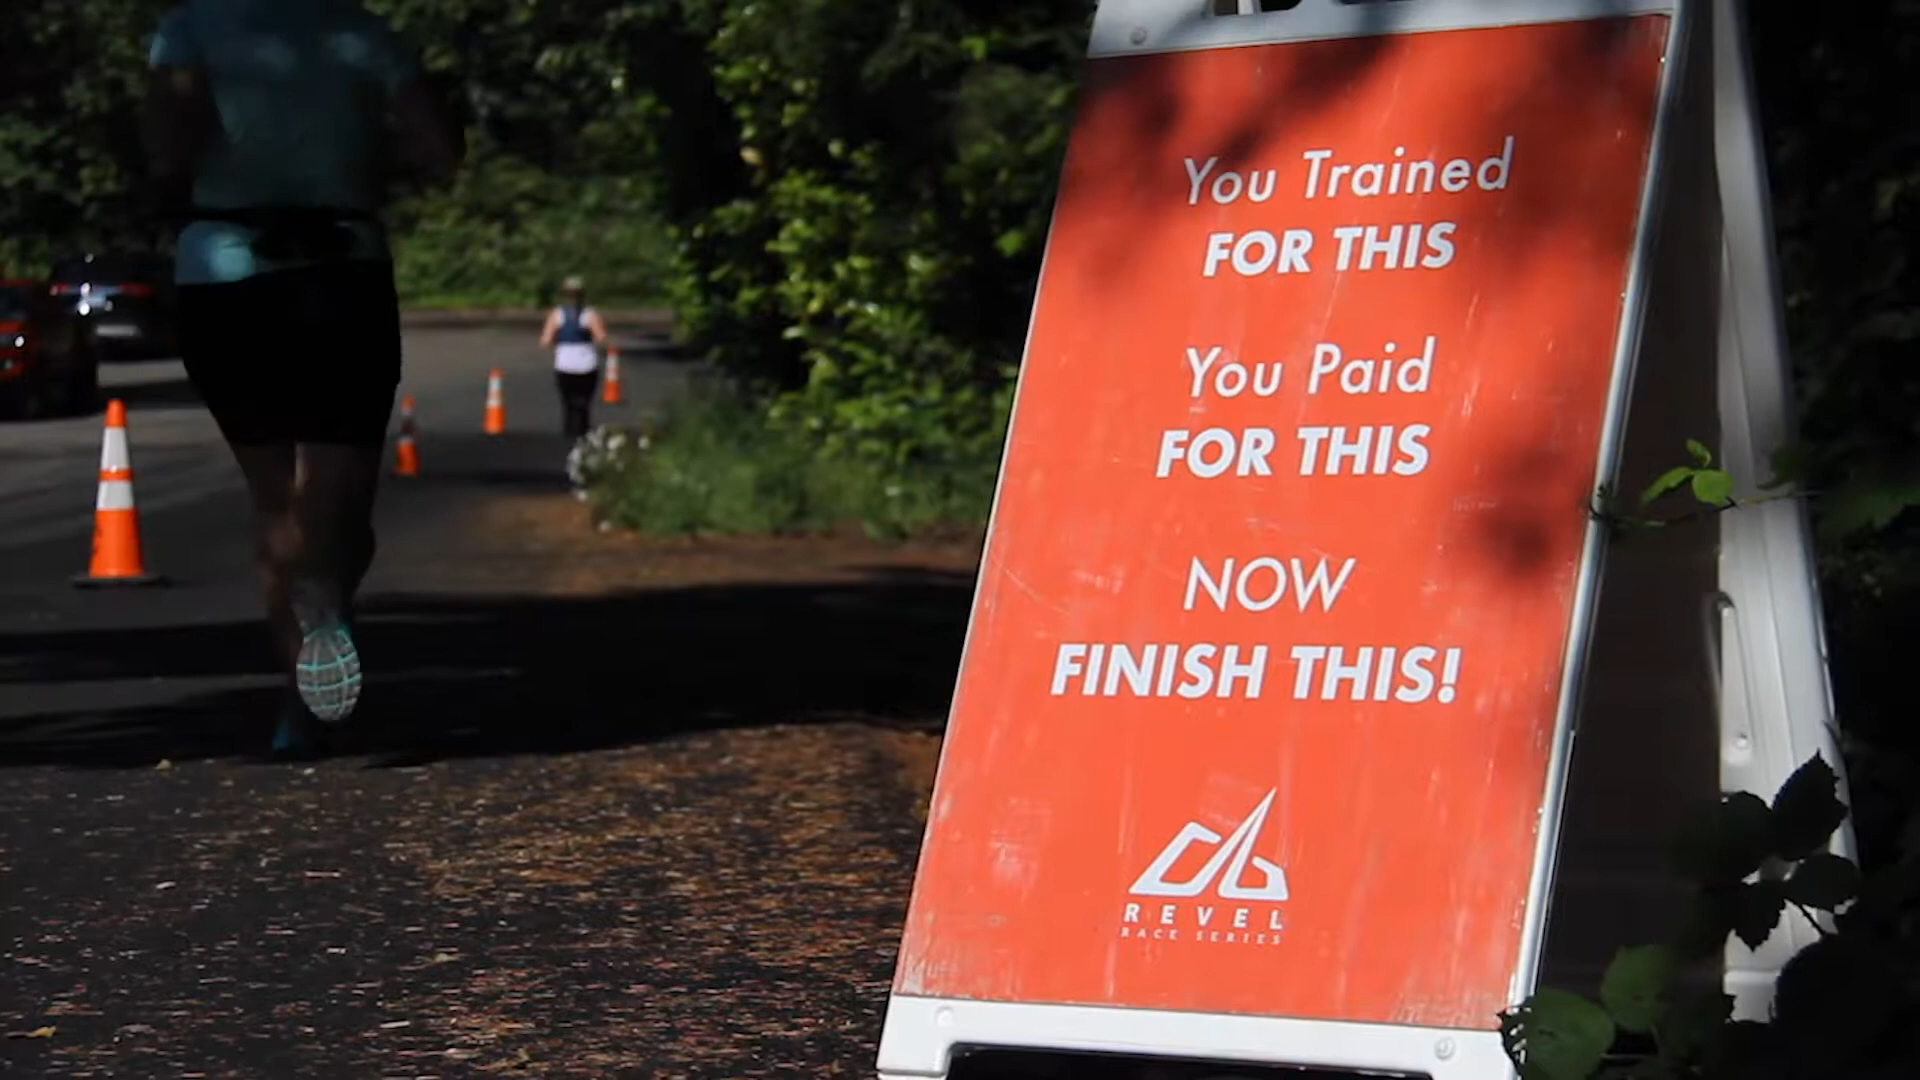 You Trained
FOR THIS
You Paid
FOR THIS
NOW
FINISH THIS!
REVEL
RACE SERIES